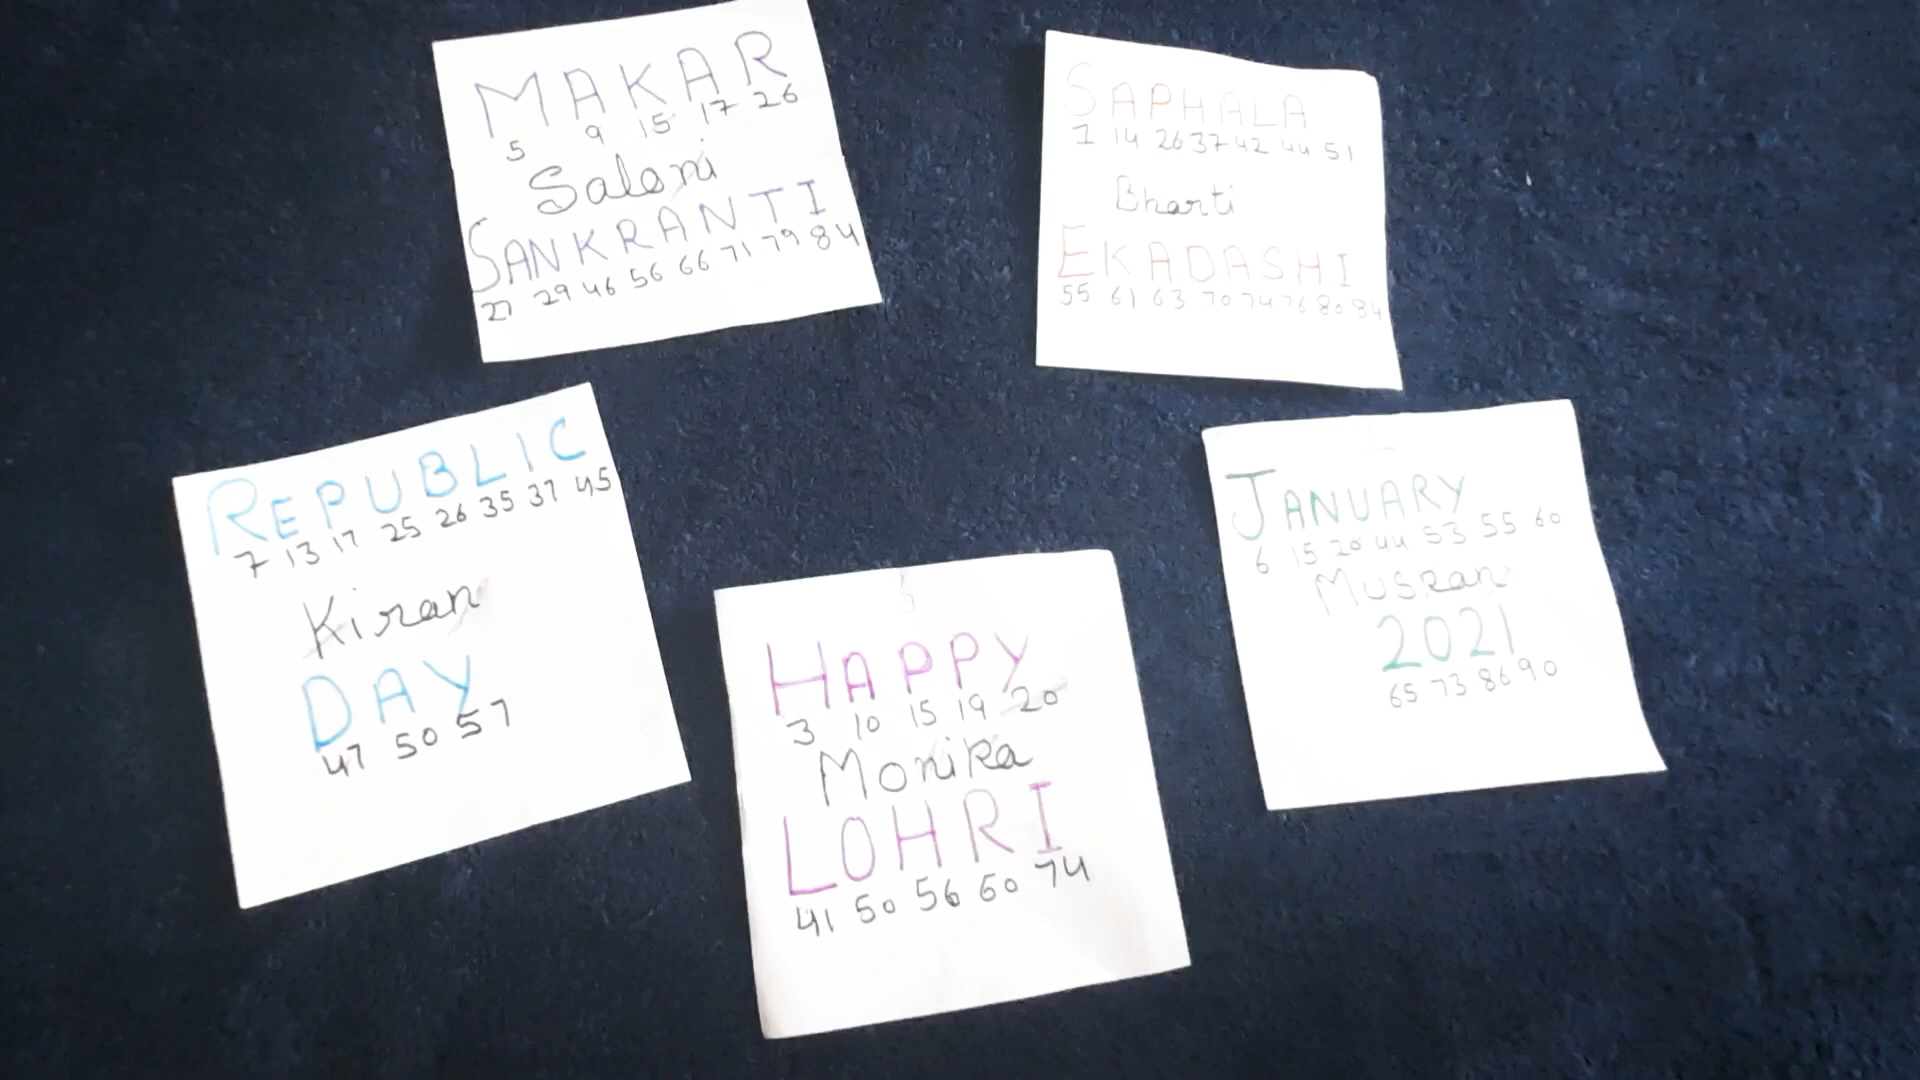 MAKAR
5 9 15 17 26
Saloni
SANKRANTI
27 29 46 56 66 71 79 84
SAPHALA
1 14 26 37 42 44 51
Bharti
EKADASHI
55 61 63 70 74 76 80 84
REPUBLIC
7 13 17 25 26 35 37 45
Kiran
DAY
47 50 57
HAPPY
3 10 15 19 20
Monika
LOHRI
41 50 56 60 74
JANUARY
6 15 20 44 53 55 60
Muskan
2021
65 73 86 90